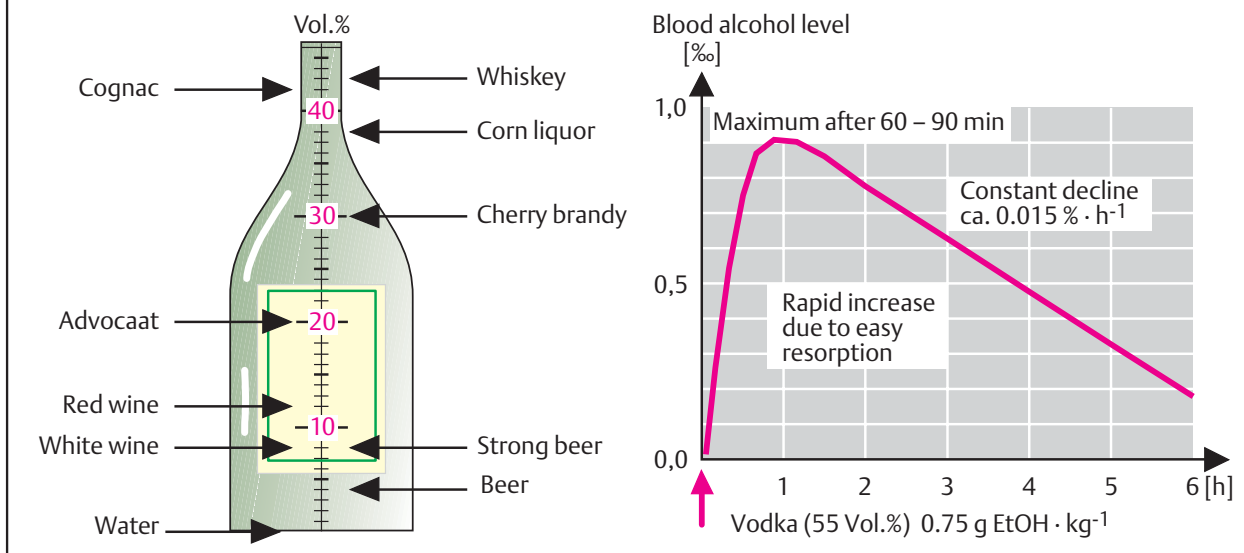 Vol.%
Cognac
Whiskey
40
Corn liquor
30
Cherry brandy
Advocaat
20
Red wine
10
White wine
Strong beer
Beer
Water
Blood alcohol level
[‰]
1,0
Maximum after 60 – 90 min
Constant decline
ca. 0.015 % · h-1
0,5
Rapid increase
due to easy
resorption
0,0
1 2 3 4 5 6 [h]
Vodka (55 Vol.%) 0.75 g EtOH · kg-1